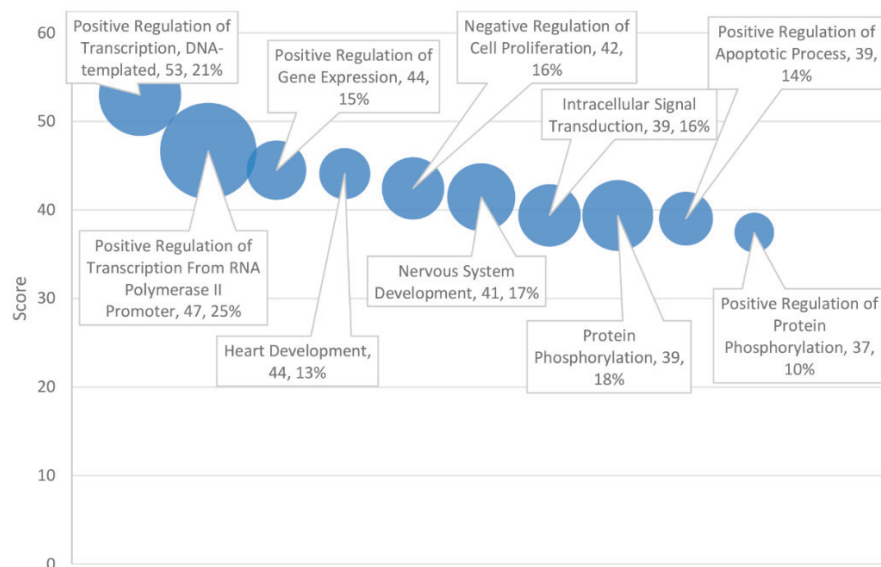 60
50
40
30
20
10
0
Score
Positive Regulation of
Transcription, DNA-
templated, 53, 21%
Positive Regulation of
Gene Expression, 44,
15%
Negative Regulation of
Cell Proliferation, 42,
16%
Positive Regulation of
Apoptotic Process, 39,
14%
Intracellular Signal
Transduction, 39, 16%
Positive Regulation of
Transcription From RNA
Polymerase II
Promoter, 47, 25%
Heart Development,
44, 13%
Nervous System
Development, 41, 17%
Protein
Phosphorylation, 39,
18%
Positive Regulation of
Protein
Phosphorylation, 37,
10%